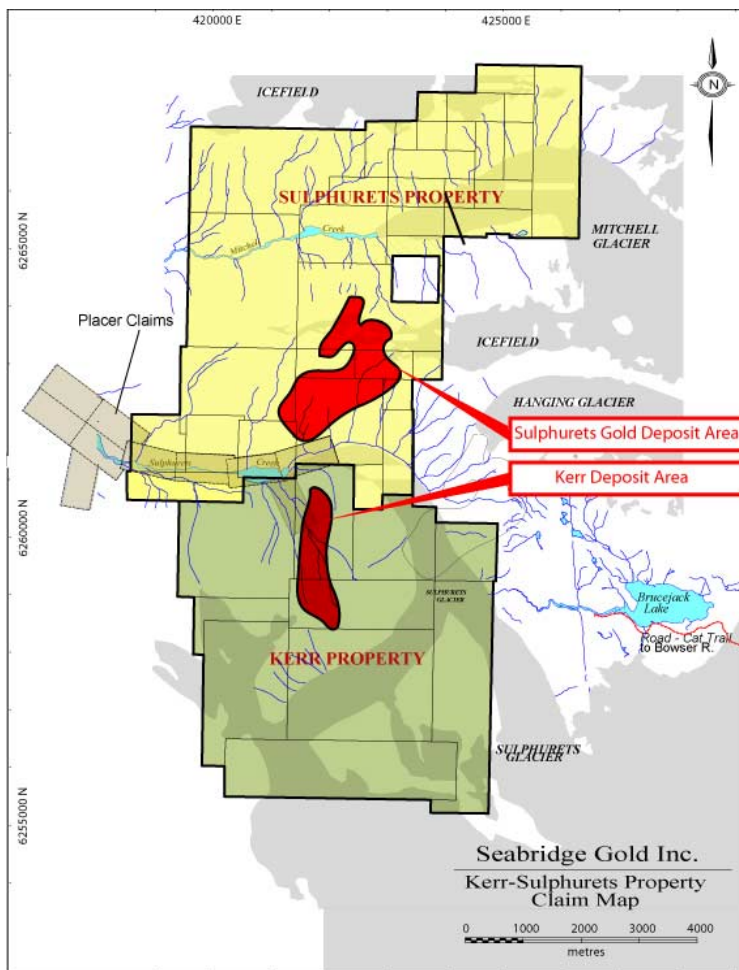 420000 E
425000 E
ICEFIELD
N
SULPHURETS PROPERTY
MITCHELL
GLACIER
Mitchell
Creek
6265000 N
Placer Claims
ICEFIELD
HANGING GLACIER
Sulphurets Gold Deposit Area
Sulphurets
Creek
Kerr Deposit Area
6260000 N
SULPHURETS
GLACIER
Brucejack
Lake
Road - Cat Trail
to Bowser R.
KERR PROPERTY
SULPHURETS
GLACIER
6255000 N
Seabridge Gold Inc.
Kerr-Sulphurets Property
Claim Map
0 1000 2000 3000 4000
metres